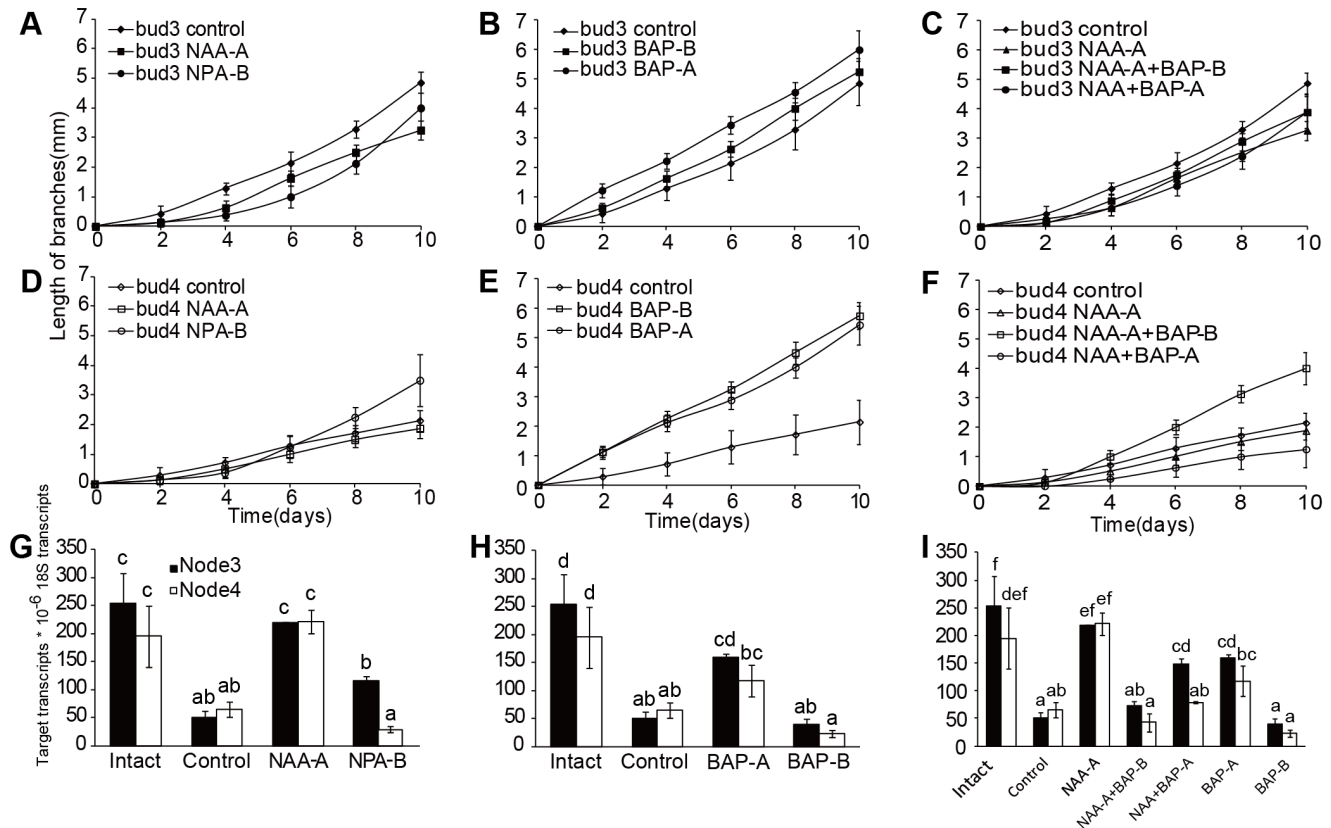 A
7
6
5
4
3
2
1
0
bud3 control
bud3 NAA-A
bud3 NPA-B
0 2 4 6 8 10
B
7
6
5
4
3
2
1
0
bud3 control
bud3 BAP-B
bud3 BAP-A
0 2 4 6 8 10
C
7
6
5
4
3
2
1
0
bud3 control
bud3 NAA-A
bud3 NAA-A+BAP-B
bud3 NAA+BAP-A
0 2 4 6 8 10
Length of branches(mm)
D
7
6
5
4
3
2
1
0
bud4 control
bud4 NAA-A
bud4 NPA-B
0 2 4 6 8 10
Time(days)
E
7
6
5
4
3
2
1
0
bud4 control
bud4 BAP-B
bud4 BAP-A
0 2 4 6 8 10
Time(days)
F
7
6
5
4
3
2
1
0
bud4 control
bud4 NAA-A
bud4 NAA-A+BAP-B
bud4 NAA+BAP-A
0 2 4 6 8 10
Time(days)
Target transcripts * 10-6 18S transcripts
G
350
300
250
200
150
100
50
0
Node3
Node4
c c ab ab c c b a
Intact Control NAA-A NPA-B
H
350
300
250
200
150
100
50
0
d d ab ab cd bc ab a
Intact Control BAP-A BAP-B
I
350
300
250
200
150
100
50
0
f def a ab ef ef ab a cd ab cd bc a a
Intact Control NAA-A NAA-A+BAP-B NAA+BAP-A BAP-A BAP-B